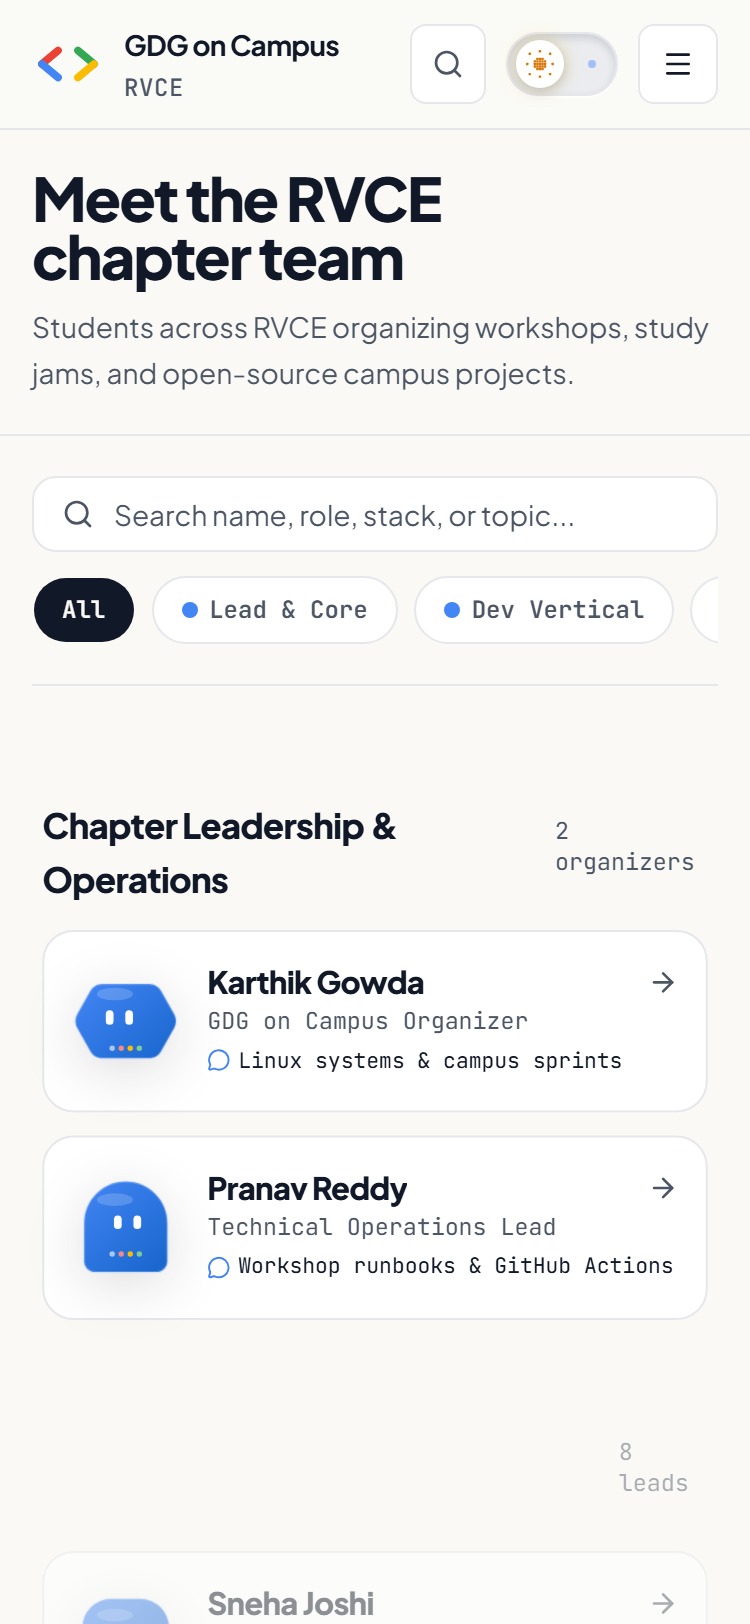 GDG on Campus
RVCE
Meet the RVCE
chapter team
Students across RVCE organizing workshops, study
jams, and open-source campus projects.
Search name, role, stack, or topic...
All
Lead & Core
Dev Vertical
Chapter Leadership &
Operations
2
organizers
Karthik Gowda
GDG on Campus Organizer
Linux systems & campus sprints
Pranav Reddy
Technical Operations Lead
Workshop runbooks & GitHub Actions
8
leads
Sneha Joshi